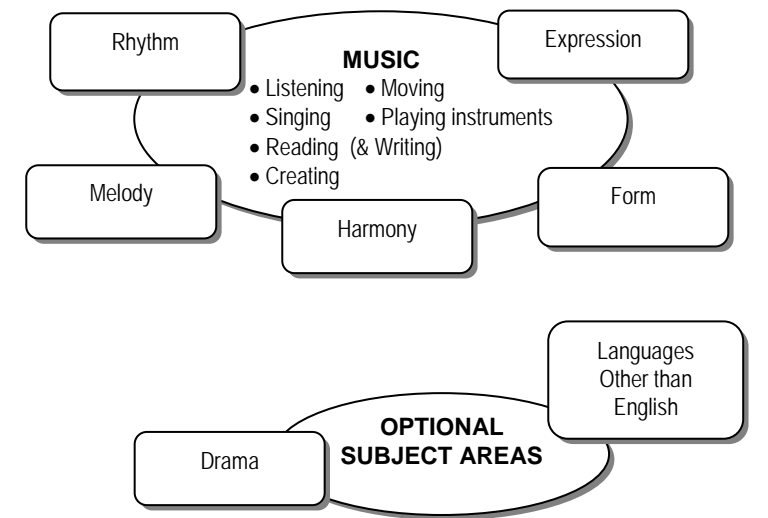 Rhythm
Expression
MUSIC
• Listening • Moving
• Singing • Playing instruments
• Reading (& Writing)
• Creating
Melody
Form
Harmony
Languages
Other than
English
OPTIONAL
SUBJECT AREAS
Drama